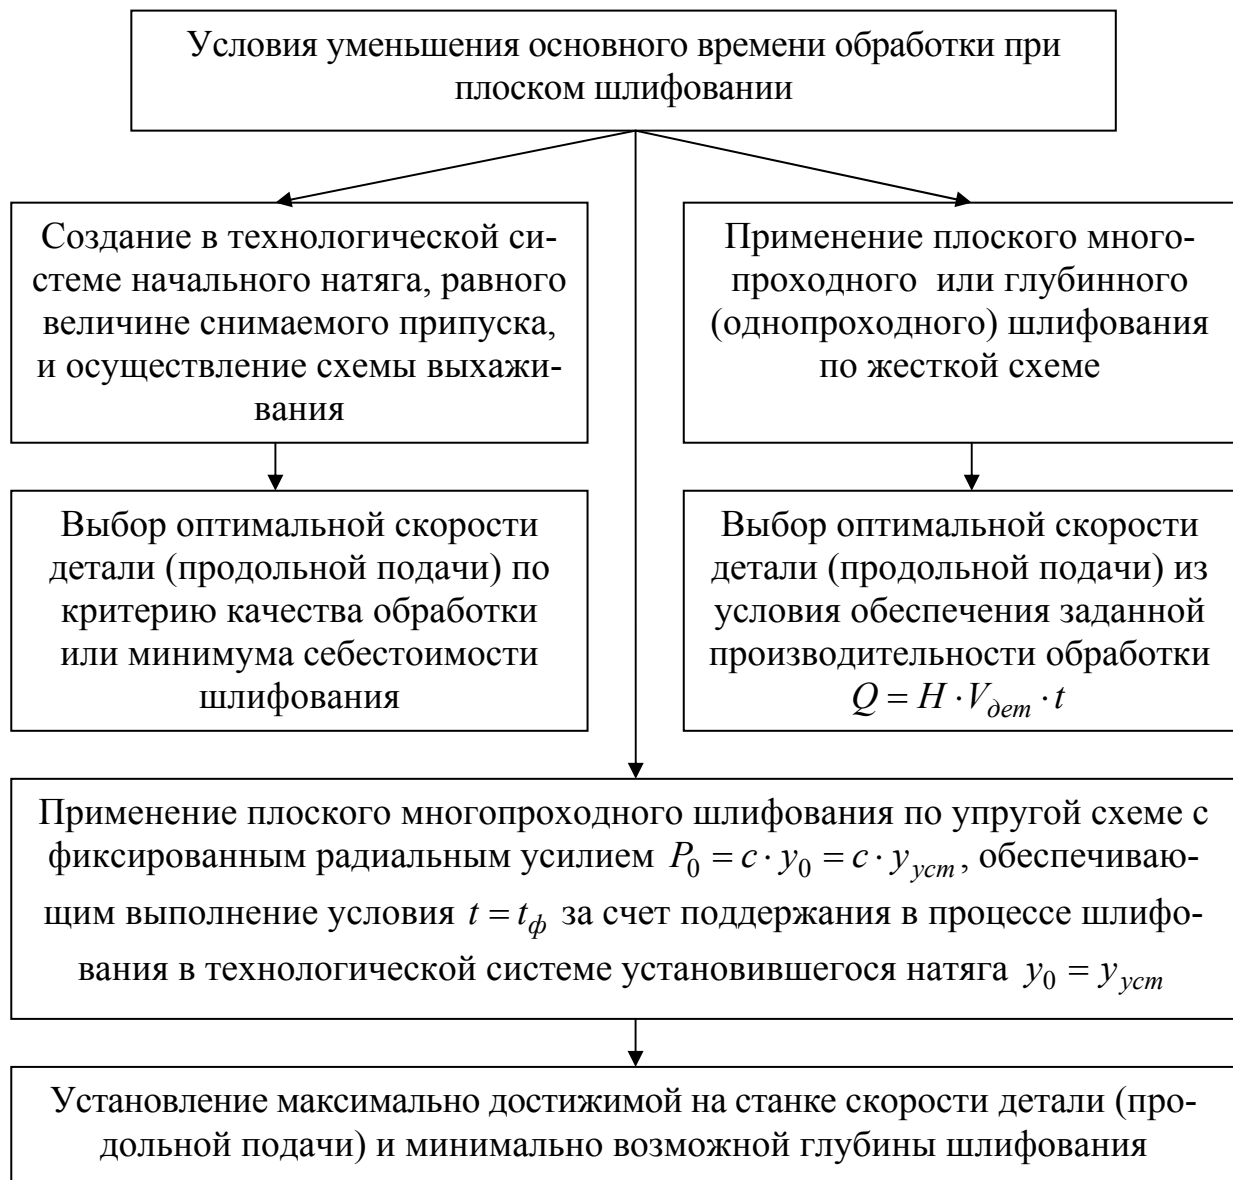 Условия уменьшения основного времени обработки при
плоском шлифовании
Создание в технологической си-
стеме начального натяга, равного
величине снимаемого припуска,
и осуществление схемы выхажи-
вания
Применение плоского много-
проходного или глубинного
(однопроходного) шлифования
по жесткой схеме
Выбор оптимальной скорости
детали (продольной подачи) по
критерию качества обработки
или минимума себестоимости
шлифования
Выбор оптимальной скорости
детали (продольной подачи) из
условия обеспечения заданной
производительности обработки
Q = H · V_дет · t
Применение плоского многопроходного шлифования по упругой схеме с
фиксированным радиальным усилием P_0 = c · y_0 = c · y_уст, обеспечиваю-
щим выполнение условия t = t_ф за счет поддержания в процессе шлифо-
вания в технологической системе установившегося натяга y_0 = y_уст
Установление максимально достижимой на станке скорости детали (про-
дольной подачи) и минимально возможной глубины шлифования